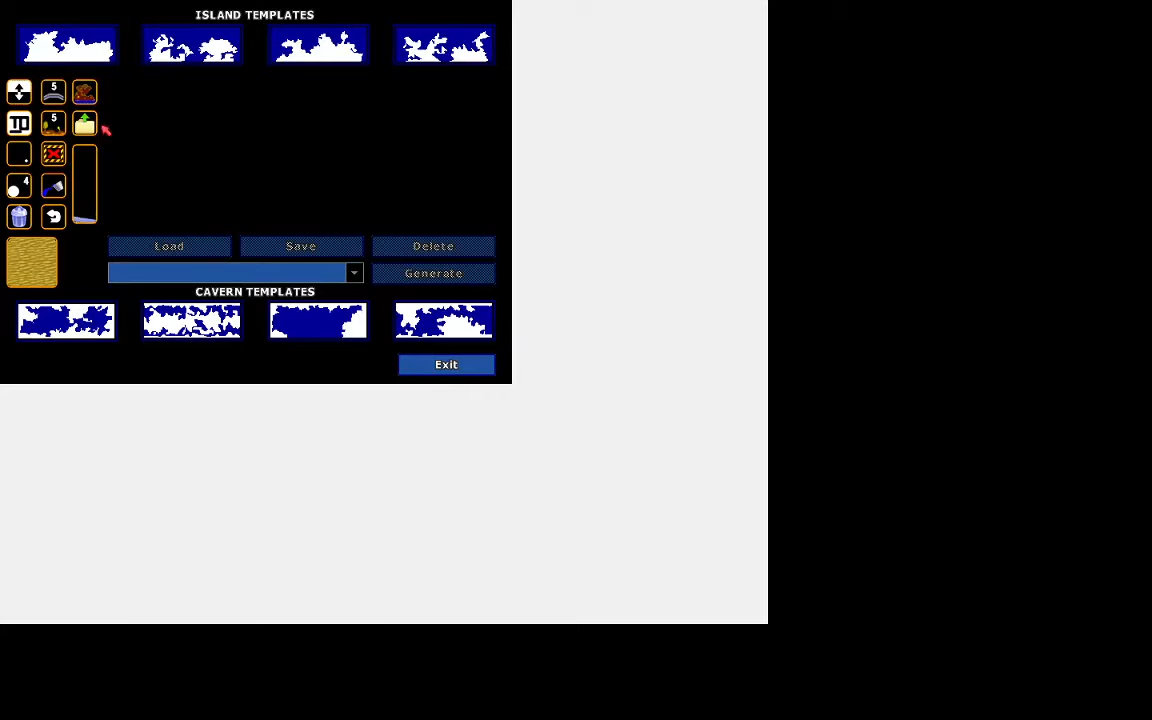 ISLAND TEMPLATES
5
5
4
Load Save Delete
Generate
CAVERN TEMPLATES
Exit